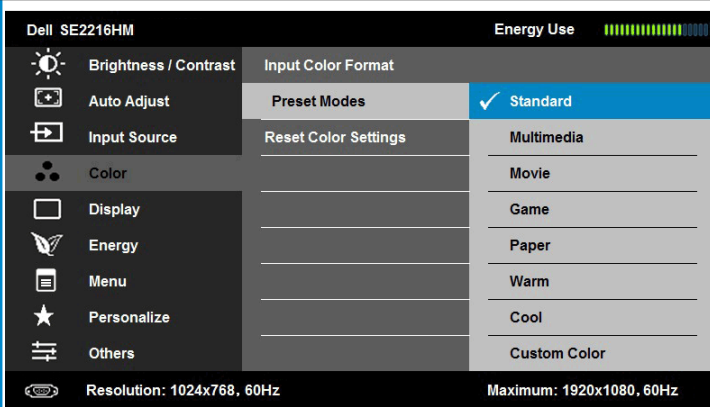 Dell SE2216HM Energy Use
Brightness / Contrast Input Color Format
Auto Adjust Preset Modes Standard
Input Source Reset Color Settings Multimedia
Color Movie
Display Game
Energy Paper
Menu Warm
Personalize Cool
Others Custom Color
Resolution: 1024x768, 60Hz Maximum: 1920x1080, 60Hz